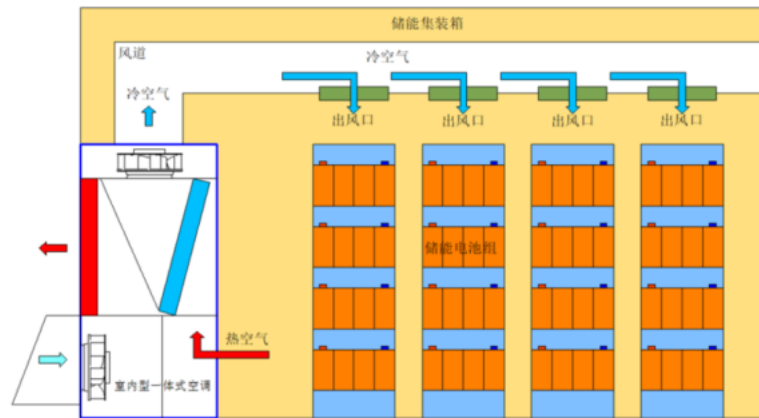 储能集装箱
风道
冷空气
冷空气
出风口
出风口
出风口
出风口
储能电池组
热空气
室内型一体式空调